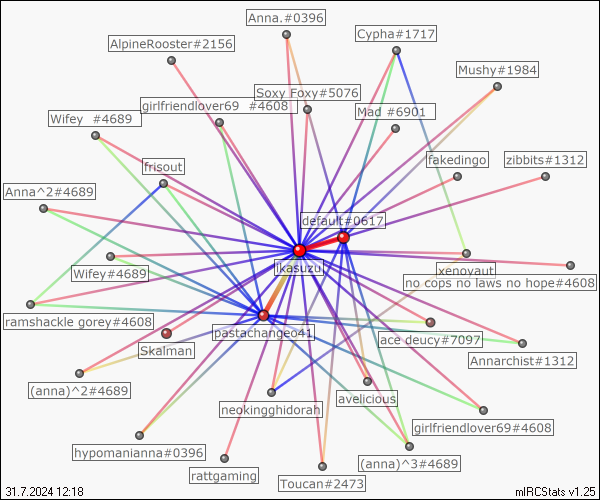 Anna.#0396
Cypha#1717
AlpineRooster#2156
Mushy#1984
Soxy Foxy#5076
girlfriendlover69 #4608
Mad #6901
Wifey #4689
fakedingo
zibbits#1312
frisout
Anna^2#4689
default#0617
Ikasuzu
Wifey#4689
xenoyaut
no cops no laws no hope#4608
ramshackle gorey#4608
pastachange41
ace deucy#7097
Skalman
Annarchist#1312
(anna)^2#4689
avelicious
neokingghidorah
girlfriendlover69#4608
hypomanianna#0396
(anna)^3#4689
rattgaming
Toucan#2473
31.7.2024 12:18
mIRCStats v1.25